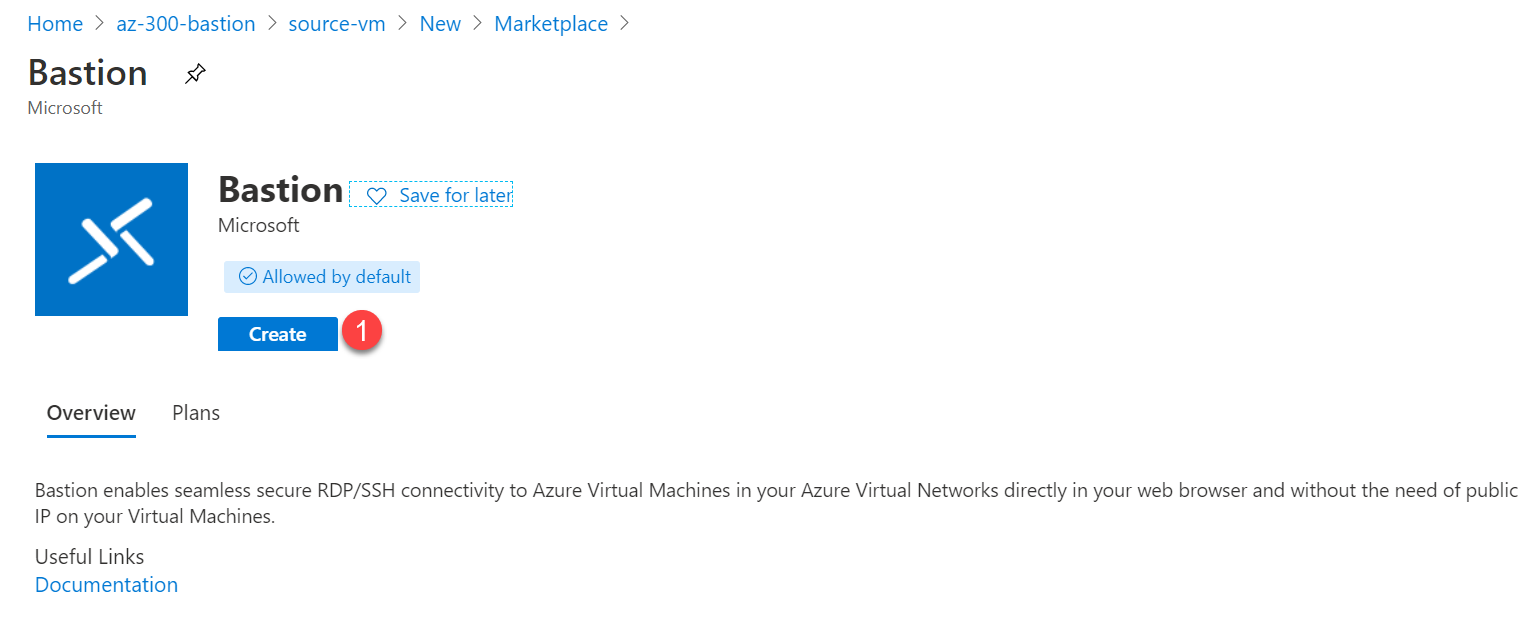 Home > az-300-bastion > source-vm > New > Marketplace >
Bastion
Microsoft
Bastion Save for later
Microsoft
Allowed by default
Create 1
Overview Plans
Bastion enables seamless secure RDP/SSH connectivity to Azure Virtual Machines in your Azure Virtual Networks directly in your web browser and without the need of public
IP on your Virtual Machines.
Useful Links
Documentation